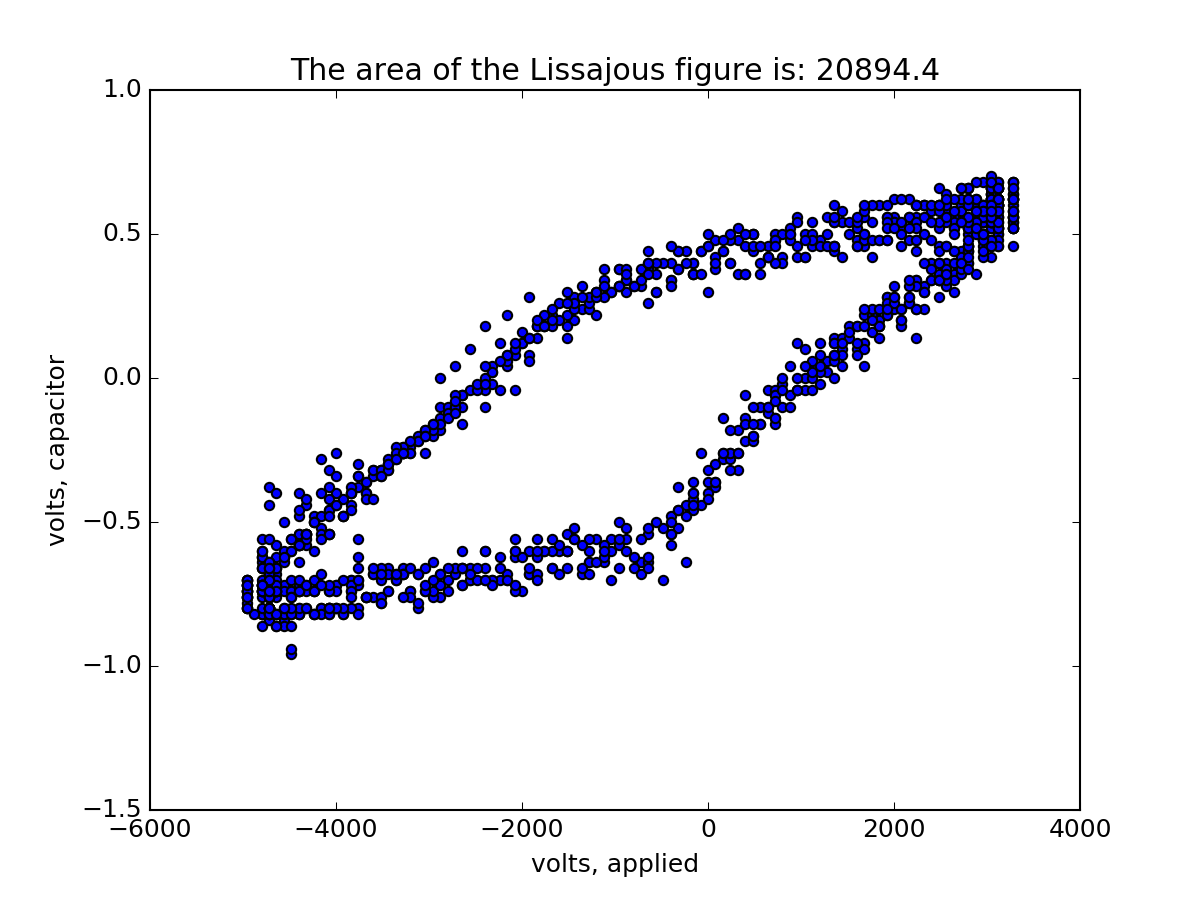 The area of the Lissajous figure is: 20894.4
1.0
0.5
0.0
−0.5
−1.0
−1.5
volts, capacitor
−6000 −4000 −2000 0 2000 4000
volts, applied